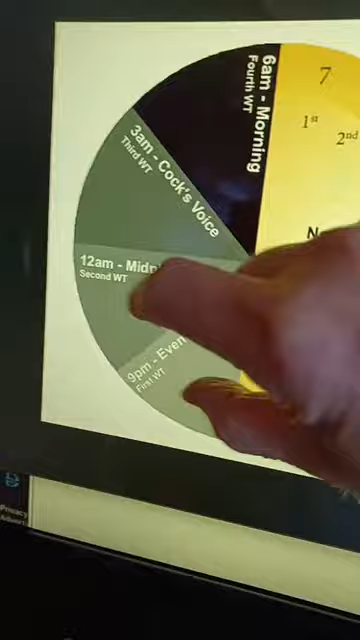 6am - Morning
Fourth WT
7
1st
2nd
3am - Cock's Voice
Third WT
12am - Midn
Second WT
9pm - Even
First WT
N
Privacy